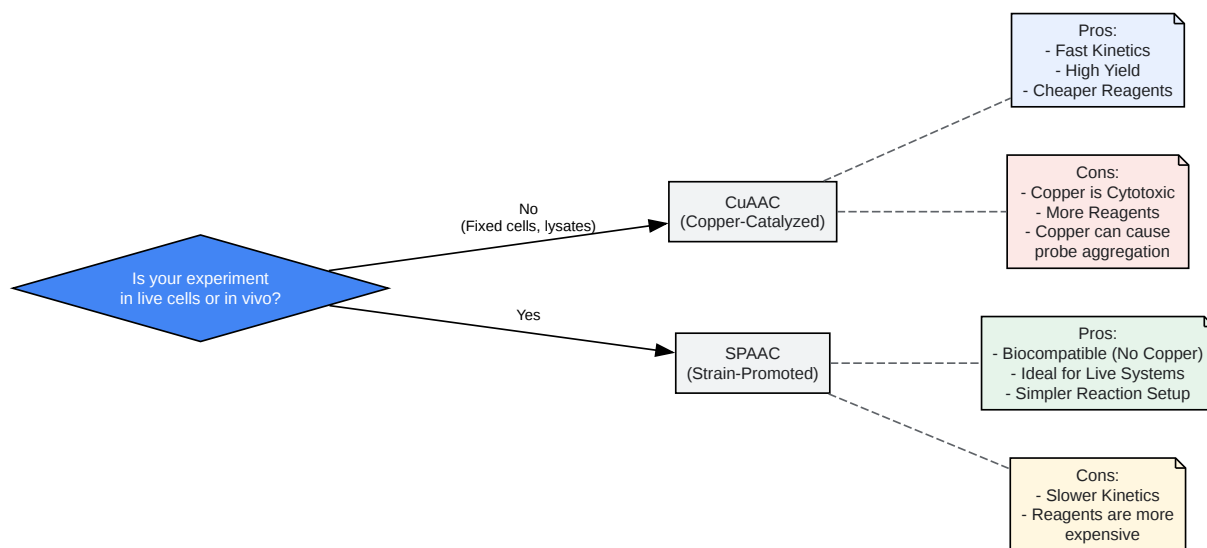 Is your experiment
in live cells or in vivo?
No
(Fixed cells, lysates)
Yes
CuAAC
(Copper-Catalyzed)
SPAAC
(Strain-Promoted)
Pros:
- Fast Kinetics
- High Yield
- Cheaper Reagents
Cons:
- Copper is Cytotoxic
- More Reagents
- Copper can cause
probe aggregation
Pros:
- Biocompatible (No Copper)
- Ideal for Live Systems
- Simpler Reaction Setup
Cons:
- Slower Kinetics
- Reagents are more
expensive